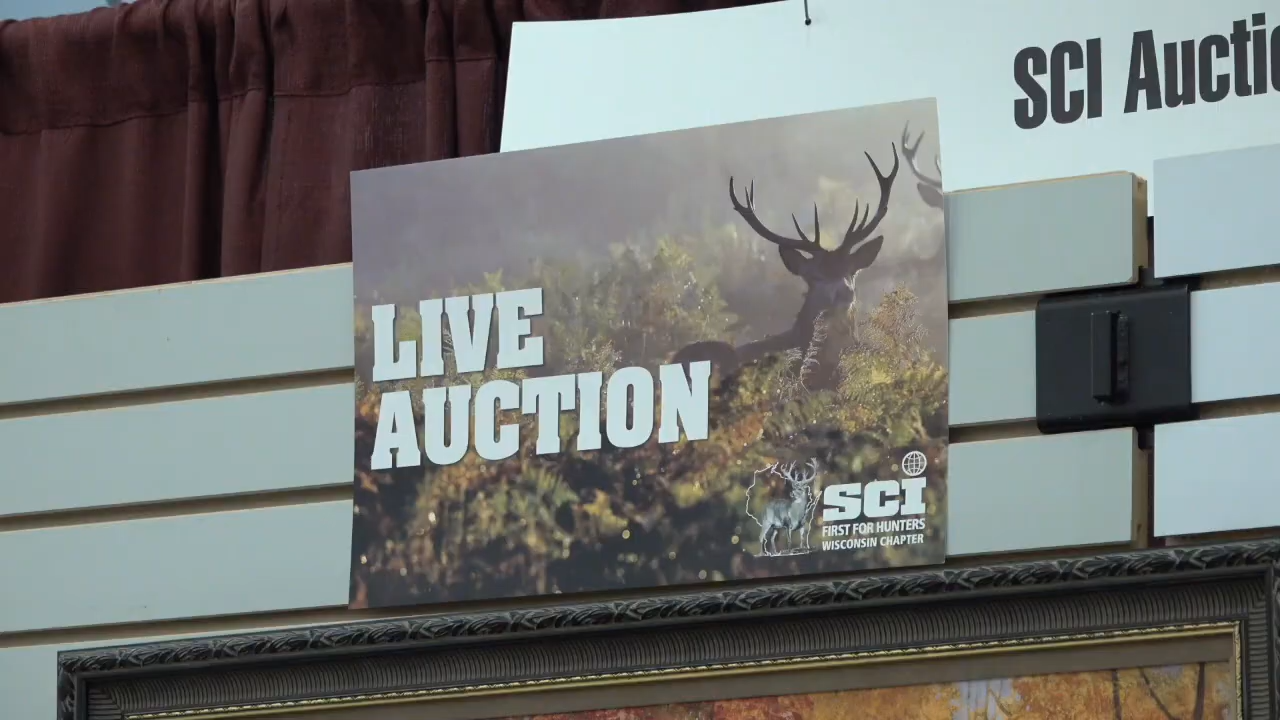 SCI Auctio
LIVE
AUCTION
SCI
FIRST FOR HUNTERS
WISCONSIN CHAPTER